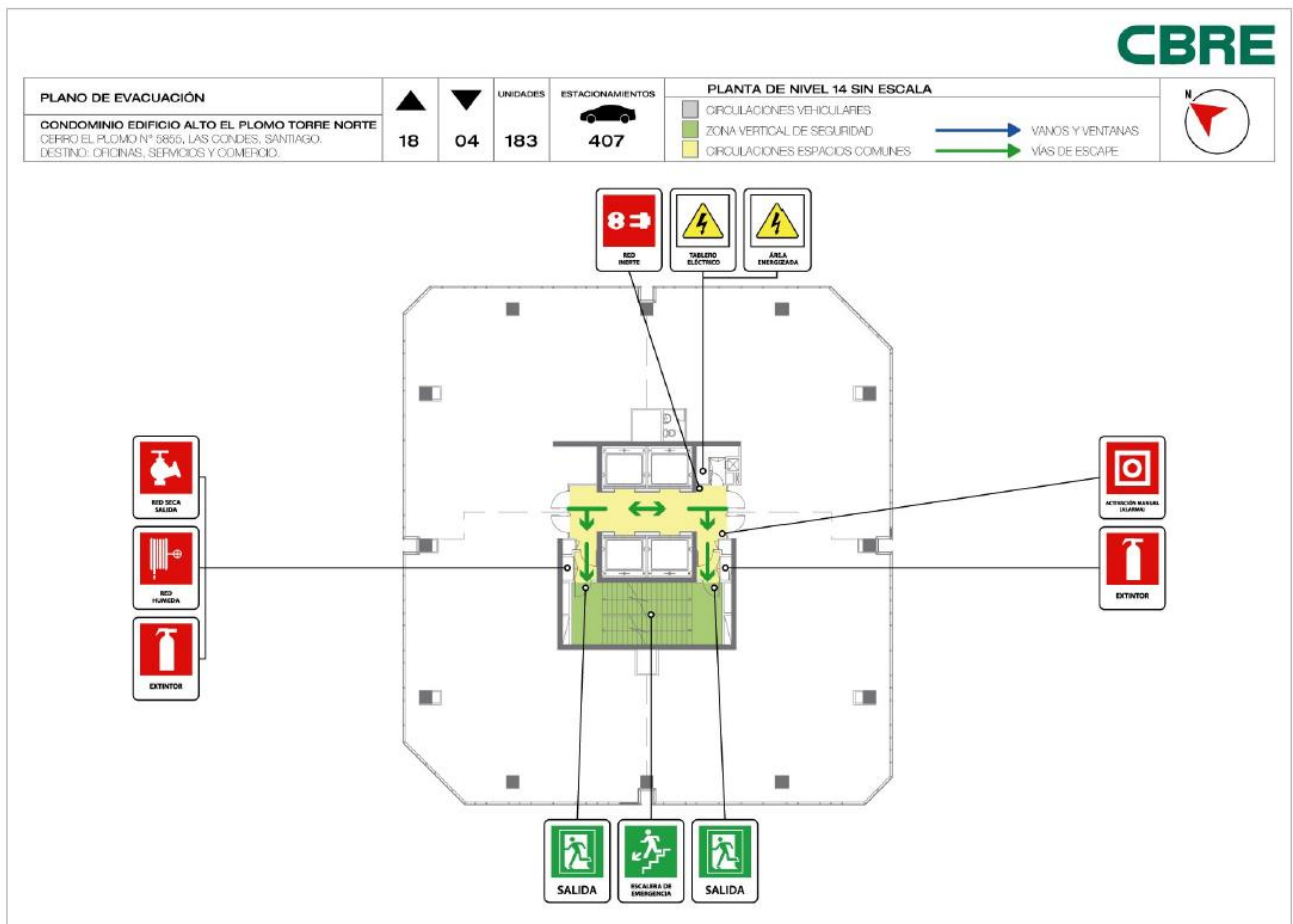 CBRE
PLANO DE EVACUACIÓN
CONDOMINIO EDIFICIO ALTO EL PLOMO TORRE NORTE
CERRO EL PLOMO N° 5855, LAS CONDES, SANTIAGO.
DESTINO: OFICINAS, SERVICIOS Y COMERCIO.
18
04
UNIDADES
183
ESTACIONAMIENTOS
407
PLANTA DE NIVEL 14 SIN ESCALA
CIRCULACIONES VEHICULARES
ZONA VERTICAL DE SEGURIDAD
CIRCULACIONES ESPACIOS COMUNES
VANOS Y VENTANAS
VÍAS DE ESCAPE
N
RED
INERTE
TABLERO
ELÉCTRICO
ÁREA
ENERGIZADA
RED SECA
SALIDA
RED
HUMEDA
EXTINTOR
ACTIVACIÓN MANUAL
(ALARMA)
EXTINTOR
SALIDA
ESCALERA DE
EMERGENCIA
SALIDA